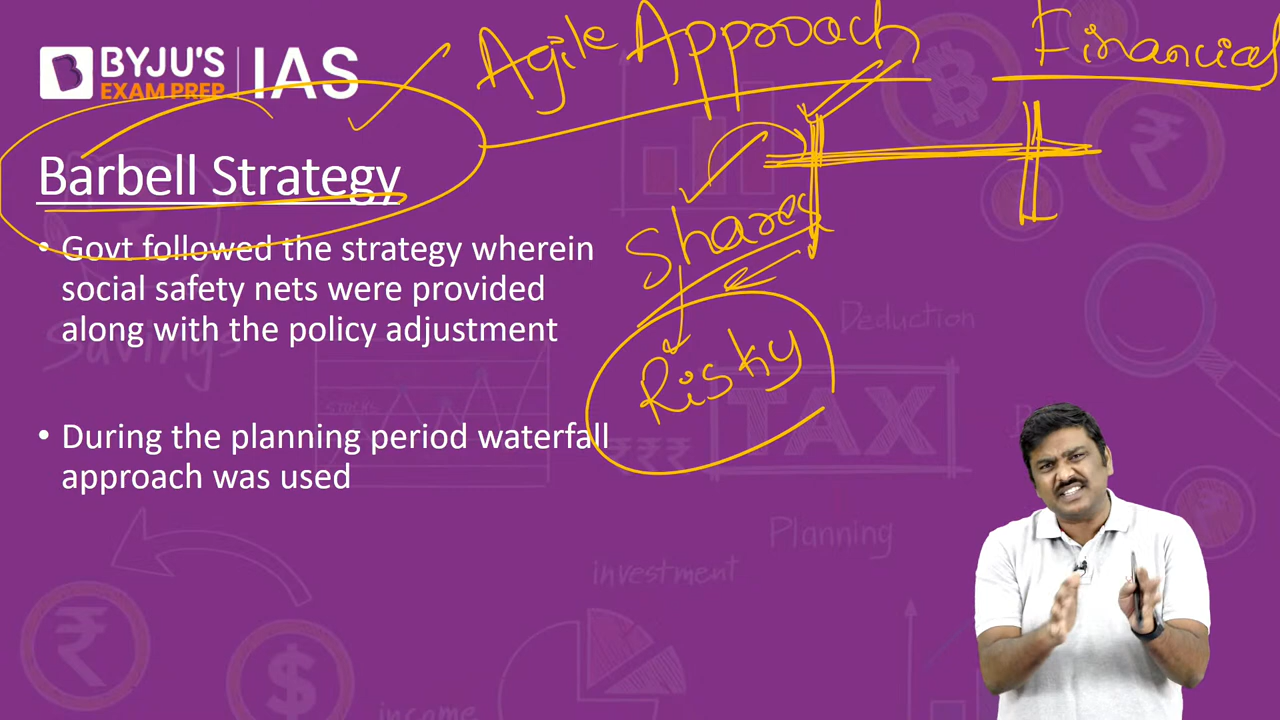 BYJU'S
EXAM PREP
IAS
Agile Approach
Financial
Barbell Strategy
Shares
Risky
• Govt followed the strategy wherein
social safety nets were provided
along with the policy adjustment
• During the planning period waterfall
approach was used
Savings
stocks
Deduction
TAX
₹₹₹
Planning
investment
income
₹
$
₹
₹